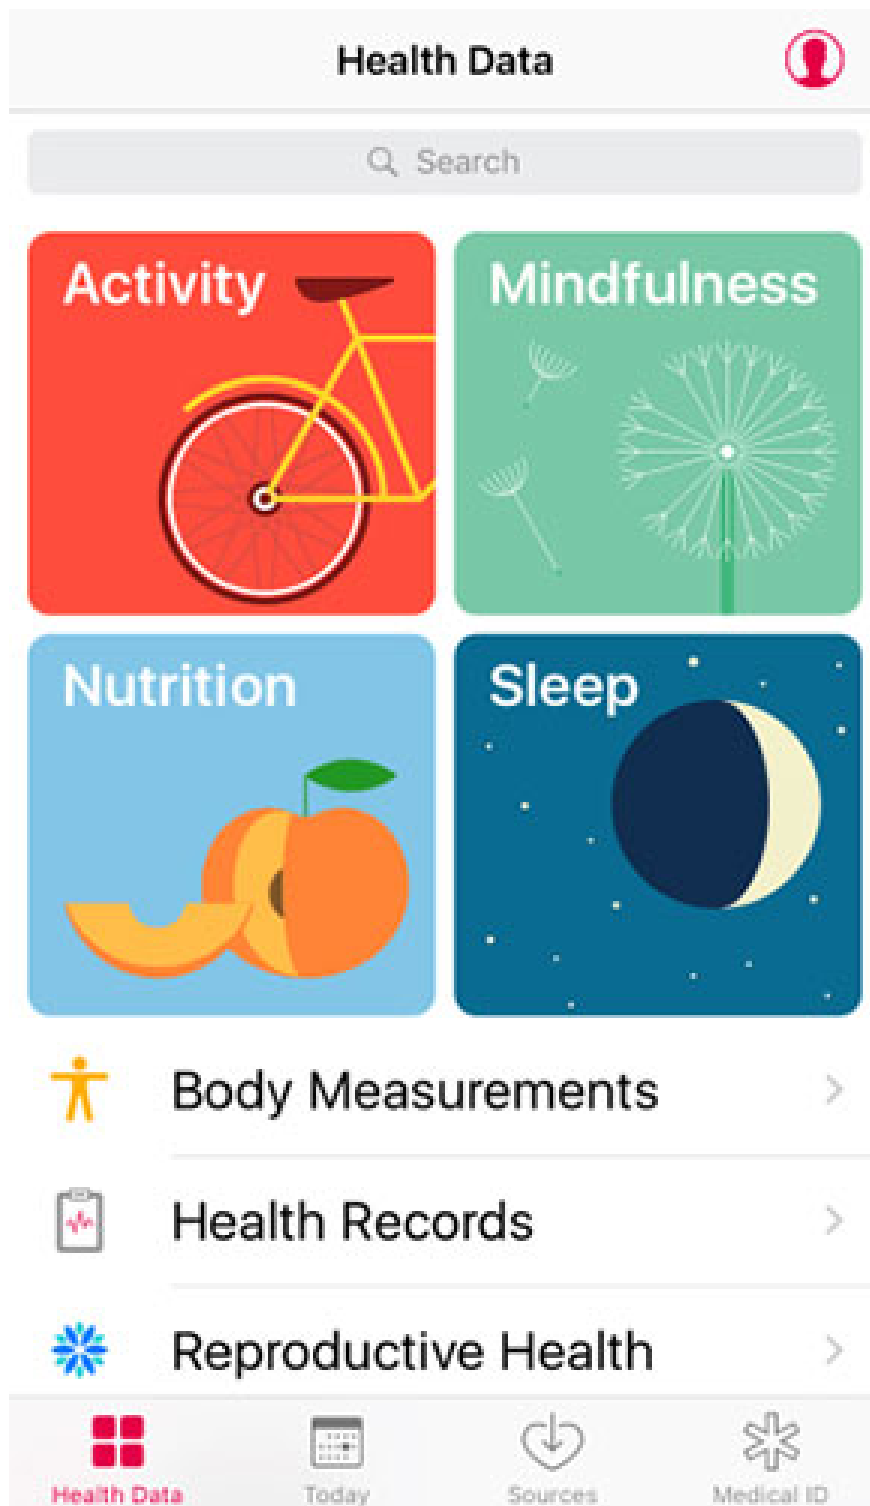 Health Data
Search
Activity
Mindfulness
Nutrition
Sleep
Body Measurements
Health Records
Reproductive Health
Health Data
Today
Sources
Medical ID